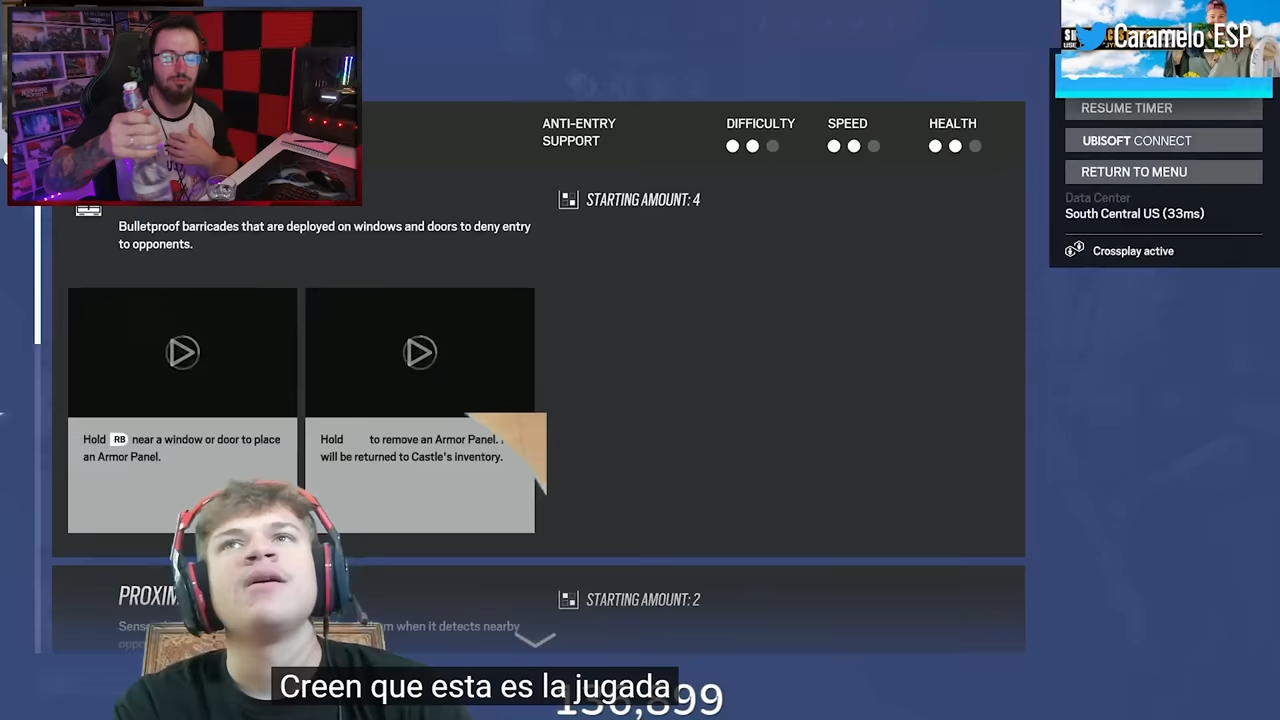 Caramelo_ESP
RESUME TIMER
UBISOFT CONNECT
RETURN TO MENU
Data Center
South Central US (33ms)
Crossplay active
ANTI-ENTRY
SUPPORT
DIFFICULTY
SPEED
HEALTH
STARTING AMOUNT: 4
Bulletproof barricades that are deployed on windows and doors to deny entry
to opponents.
Hold RB near a window or door to place
an Armor Panel.
Hold to remove an Armor Panel.
will be returned to Castle's inventory.
STARTING AMOUNT: 2
when it detects nearby
Creen que esta es la jugada